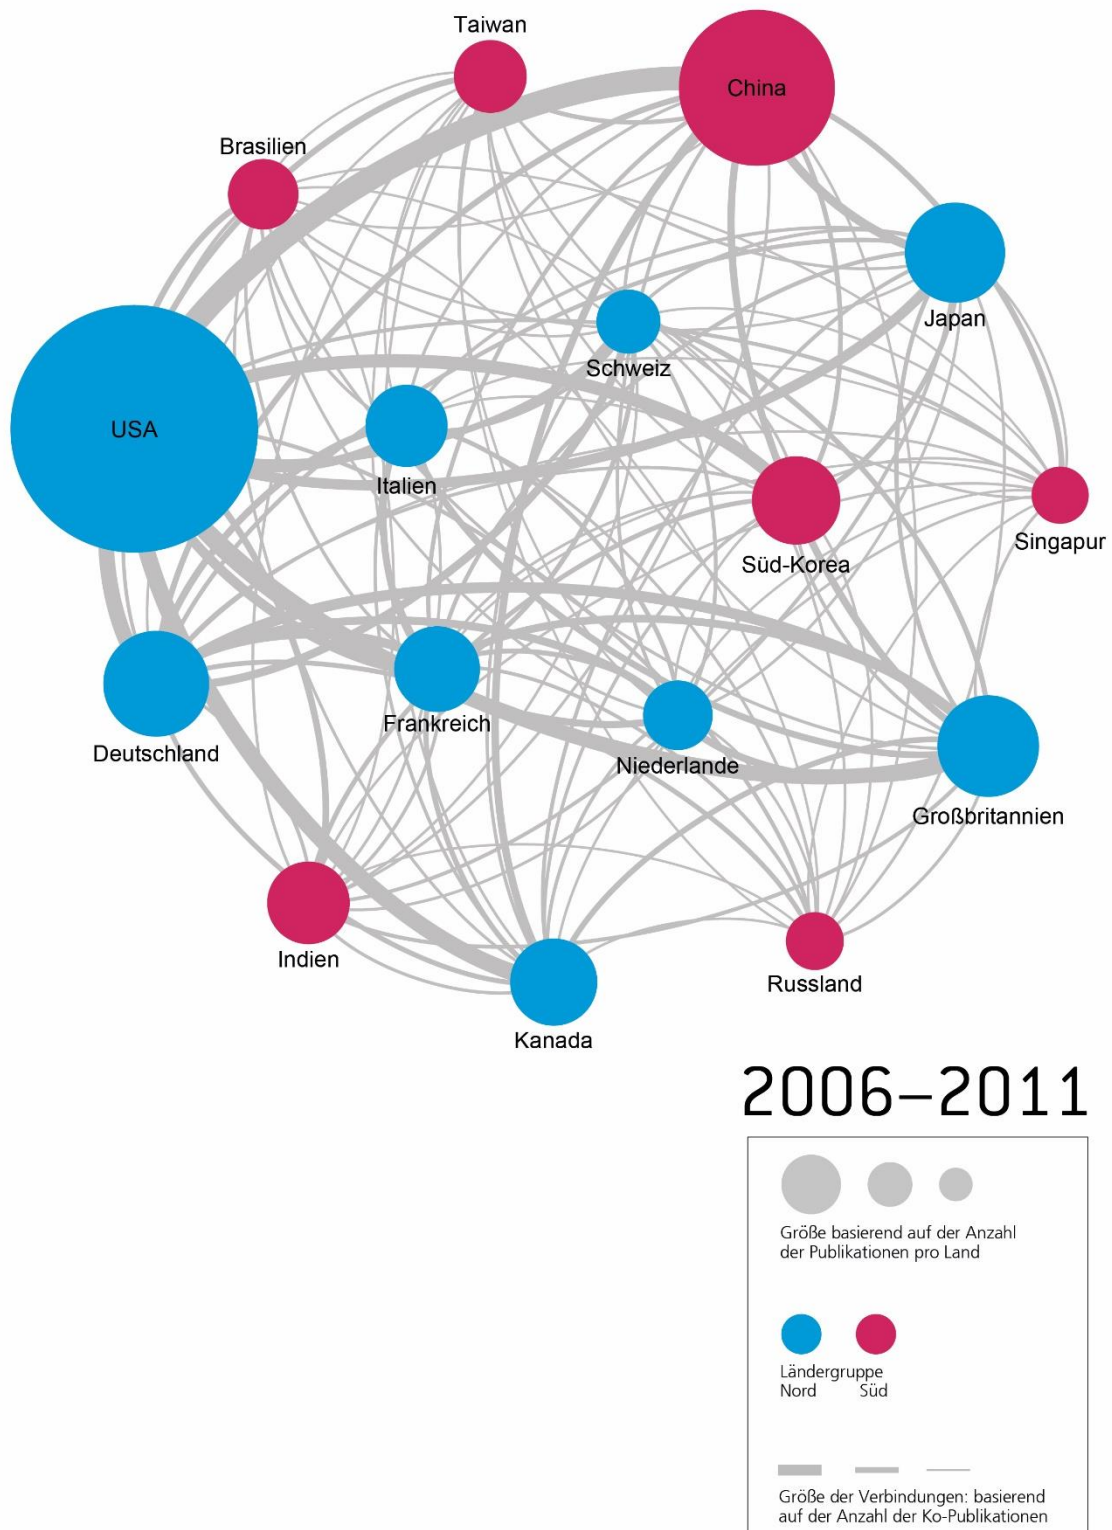 Taiwan
China
Brasilien
Japan
Schweiz
USA
Italien
Singapur
Süd-Korea
Frankreich
Deutschland
Niederlande
Großbritannien
Indien
Russland
Kanada
2006–2011
Größe basierend auf der Anzahl
der Publikationen pro Land
Ländergruppe
Nord Süd
Größe der Verbindungen: basierend
auf der Anzahl der Ko-Publikationen